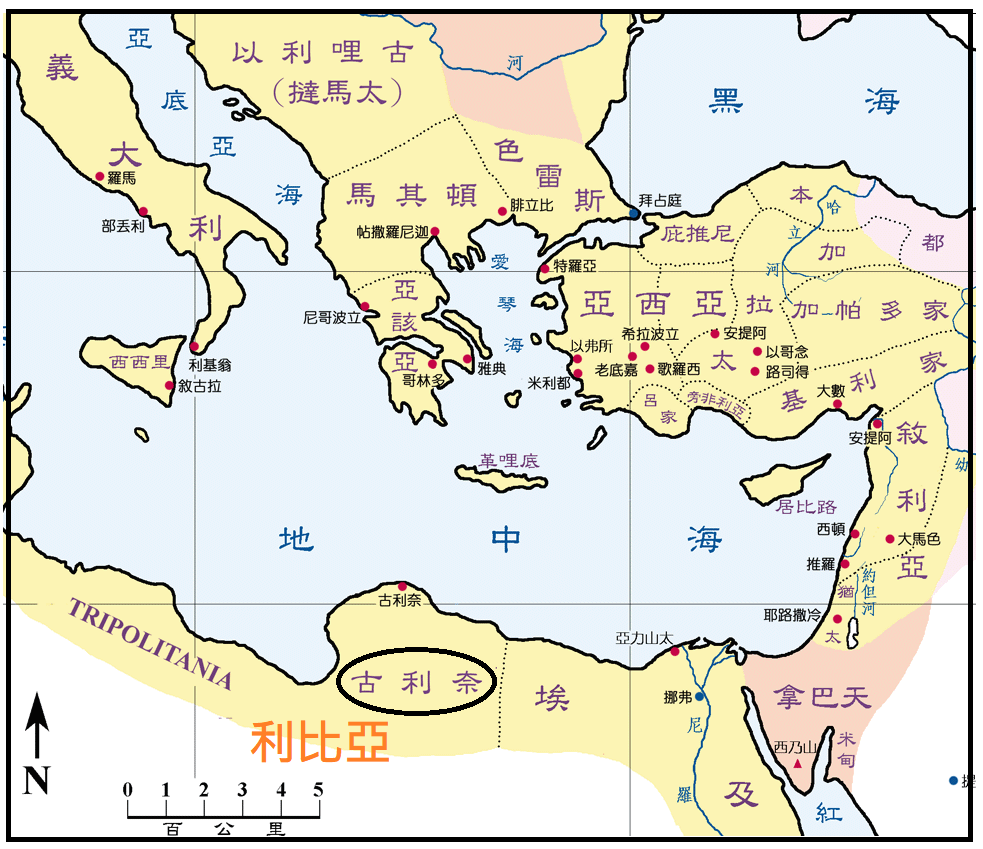 以利哩古
（撻馬太）
義大利
亞底亞海
河
黑海
羅馬
部丟利
馬其頓
色雷斯
腓立比
帖撒羅尼迦
拜占庭
庇推尼
本
哈立河
加
都
愛琴海
特羅亞
亞該亞
尼哥波立
雅典
哥林多
亞西亞
拉加太
加帕多家
希拉波立
安提阿
以弗所
老底嘉
歌羅西
以哥念
路司得
米利都
呂家
旁非利亞
基利家
大數
安提阿
西西里
利基翁
敘古拉
革哩底
居比路
敘利亞
幼
西頓
大馬色
推羅
約但河
猶太
耶路撒冷
地中海
古利奈
TRIPOLITANIA
古利奈
利比亞
埃及
亞力山太
挪弗
尼羅
拿巴天
米甸
西乃山
紅
N
0 1 2 3 4 5
百公里